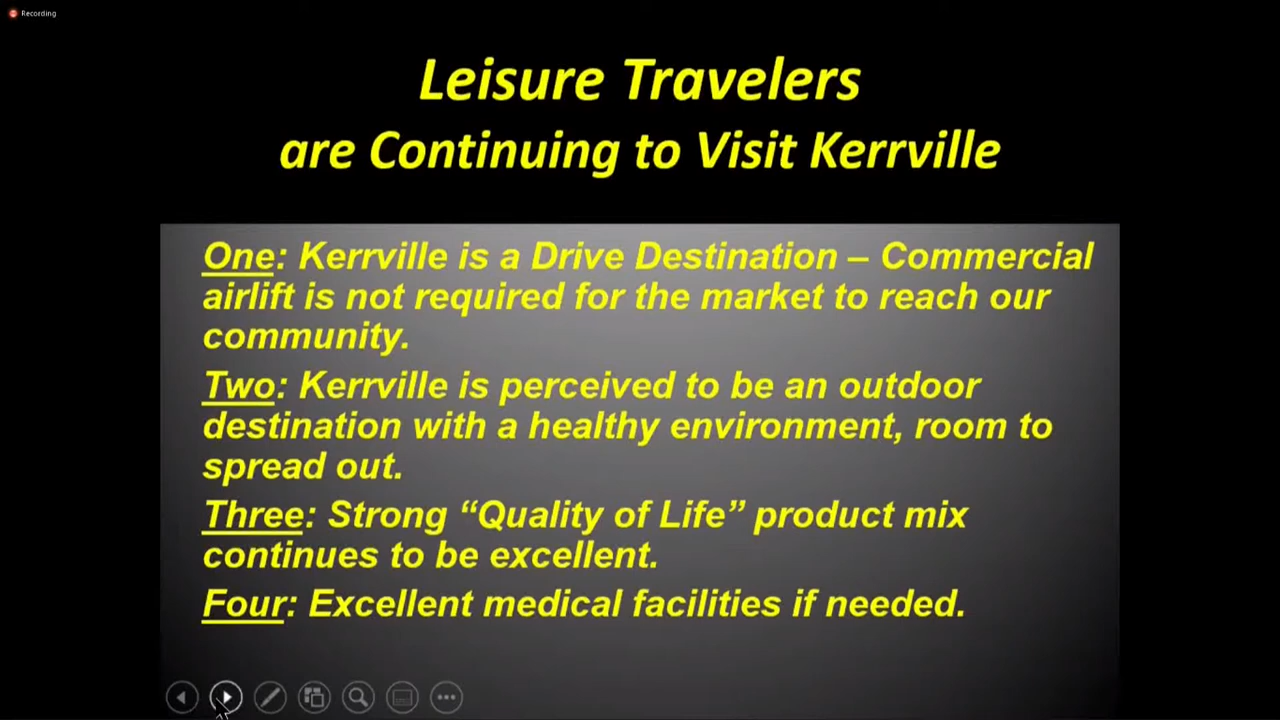 Recording
Leisure Travelers
are Continuing to Visit Kerrville
One: Kerrville is a Drive Destination – Commercial
airlift is not required for the market to reach our
community.
Two: Kerrville is perceived to be an outdoor
destination with a healthy environment, room to
spread out.
Three: Strong “Quality of Life” product mix
continues to be excellent.
Four: Excellent medical facilities if needed.